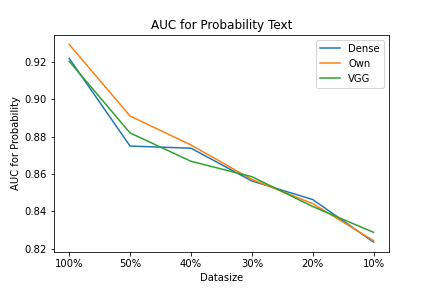 AUC for Probability Text
Dense
Own
VGG
AUC for Probability
0.92
0.90
0.88
0.86
0.84
0.82
100% 50% 40% 30% 20% 10%
Datasize